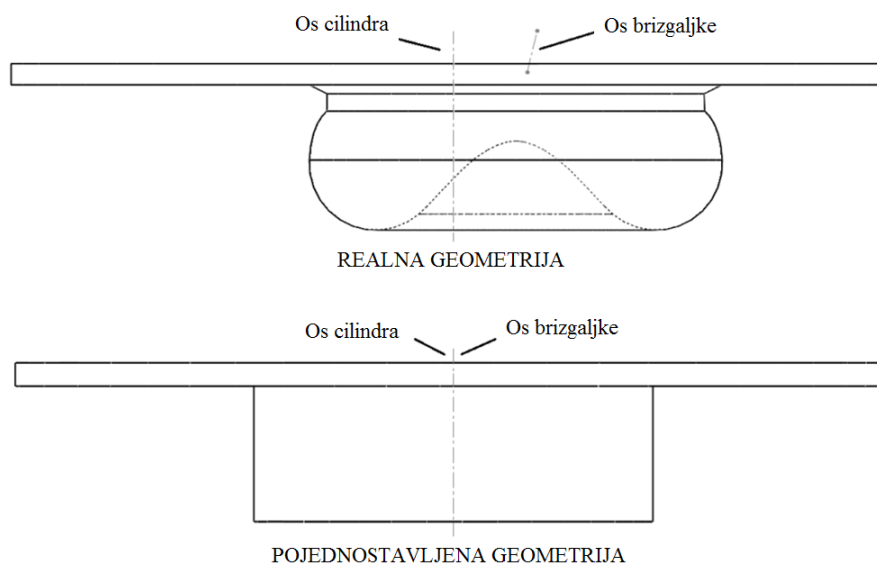 Os cilindra
Os brizgaljke
REALNA GEOMETRIJA
Os cilindra
Os brizgaljke
POJEDNOSTAVLJENA GEOMETRIJA